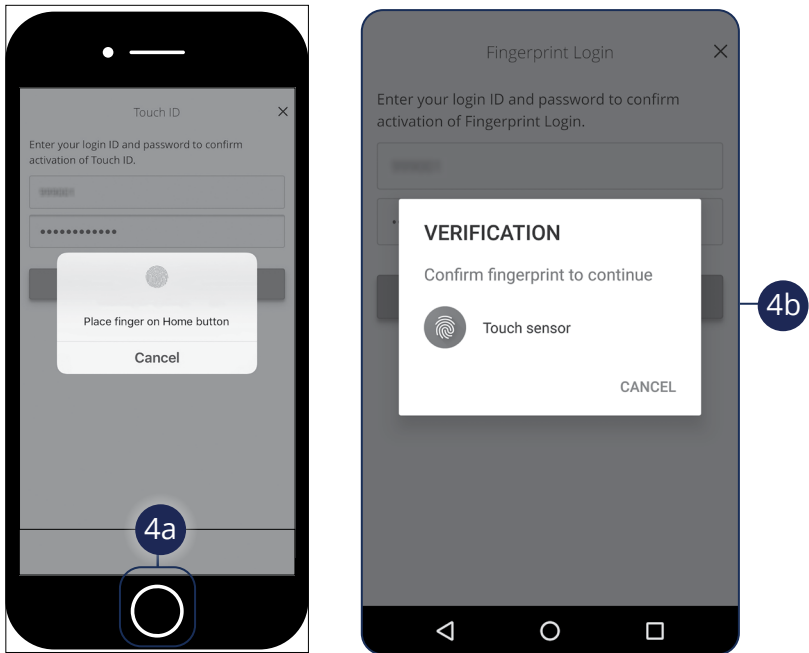 Touch ID
Enter your login ID and password to confirm
activation of Touch ID.
Place finger on Home button
Cancel
4a
Fingerprint Login
Enter your login ID and password to confirm
activation of Fingerprint Login.
VERIFICATION
Confirm fingerprint to continue
Touch sensor
CANCEL
4b